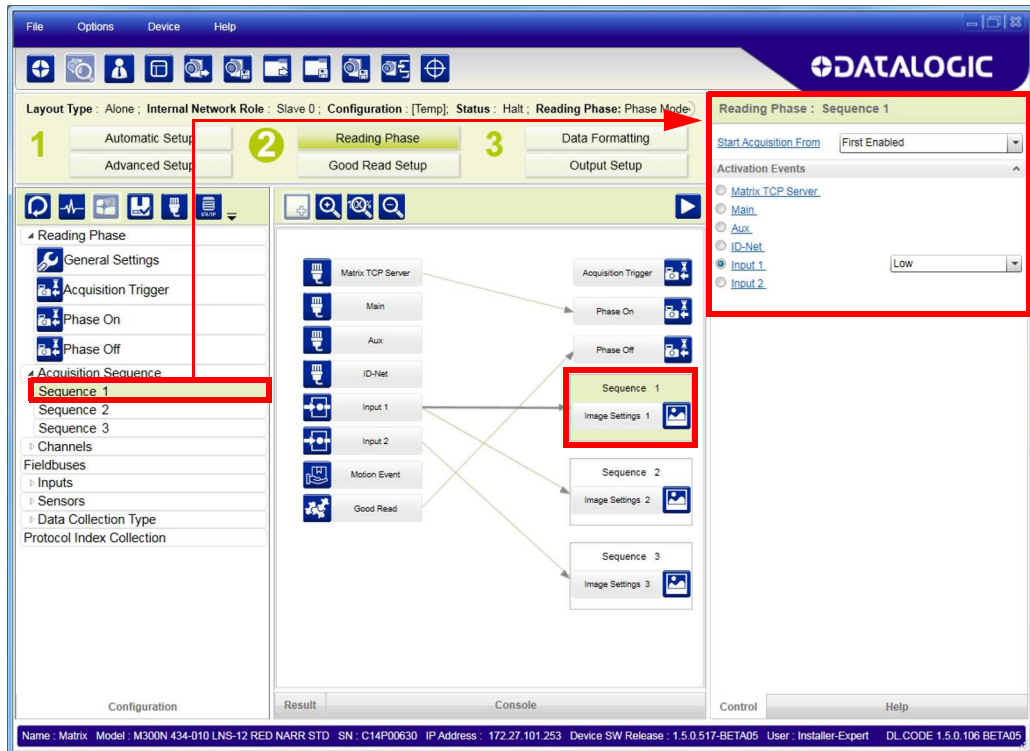 File Options Device Help
DATALOGIC
Layout Type : Alone ; Internal Network Role : Slave 0 ; Configuration : [Temp]; Status : Halt ; Reading Phase: Phase Mode
1 Automatic Setup 2 Reading Phase 3 Data Formatting
Advanced Setup Good Read Setup Output Setup
Reading Phase
General Settings
Acquisition Trigger
Phase On
Phase Off
Acquisition Sequence
Sequence 1
Sequence 2
Sequence 3
Channels
Fieldbuses
Inputs
Sensors
Data Collection Type
Protocol Index Collection
Configuration
100%
Matrix TCP Server
Main
Aux
ID-Net
Input 1
Input 2
Motion Event
Good Read
Acquisition Trigger
Phase On
Phase Off
Sequence 1
Image Settings 1
Sequence 2
Image Settings 2
Sequence 3
Image Settings 3
Result Console
Reading Phase : Sequence 1
Start Acquisition From First Enabled
Activation Events
Matrix TCP Server
Main
Aux
ID-Net
Input 1 Low
Input 2
Control Help
Name : Matrix Model : M300N 434-010 LNS-12 RED NARR STD SN : C14P00630 IP Address : 172.27.101.253 Device SW Release : 1.5.0.517-BETA05 User : Installer-Expert DL.CODE 1.5.0.106 BETA05